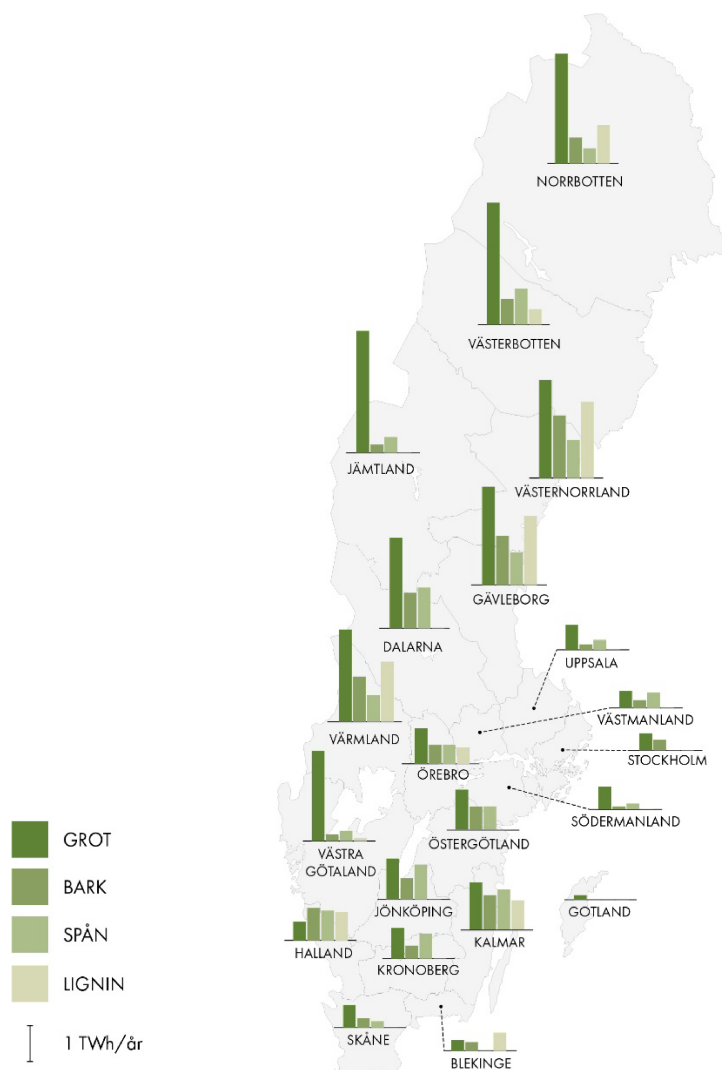 NORRBOTTEN
VÄSTERBOTTEN
JÄMTLAND
VÄSTERNORRLAND
GÄVLEBORG
DALARNA
UPPSALA
VÄSTMANLAND
VÄRMLAND
STOCKHOLM
ÖREBRO
SÖDERMANLAND
ÖSTERGÖTLAND
VÄSTRA
GÖTALAND
JÖNKÖPING
GOTLAND
KALMAR
HALLAND
KRONOBERG
SKÅNE
BLEKINGE
GROT
BARK
SPÅN
LIGNIN
1 TWh/år